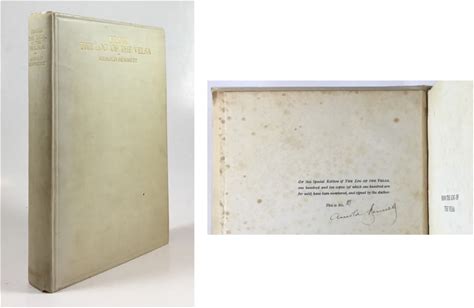 FROM
THE LOG OF THE VELSA
ARNOLD BENNETT
Of this Special Edition of THE LOG OF THE VELSA
one hundred and ten copies (of which one hundred are
for sale) have been numbered, and signed by the Author
This is No.
Arnold Bennett
FROM THE LOG OF
THE VELSA